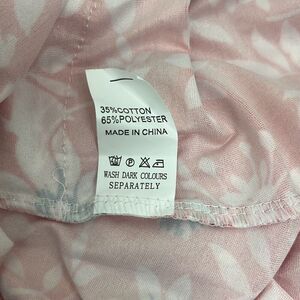 35%COTTON
65%POLYESTER
MADE IN CHINA
WASH DARK COLOURS
SEPARATELY